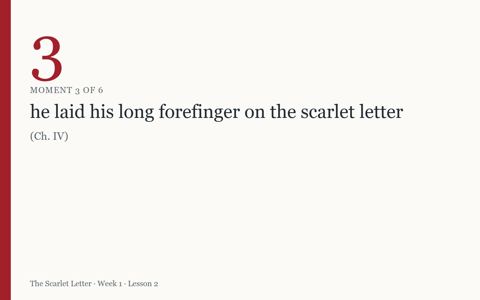 3
MOMENT 3 OF 6
he laid his long forefinger on the scarlet letter
(Ch. IV)
The Scarlet Letter · Week 1 · Lesson 2